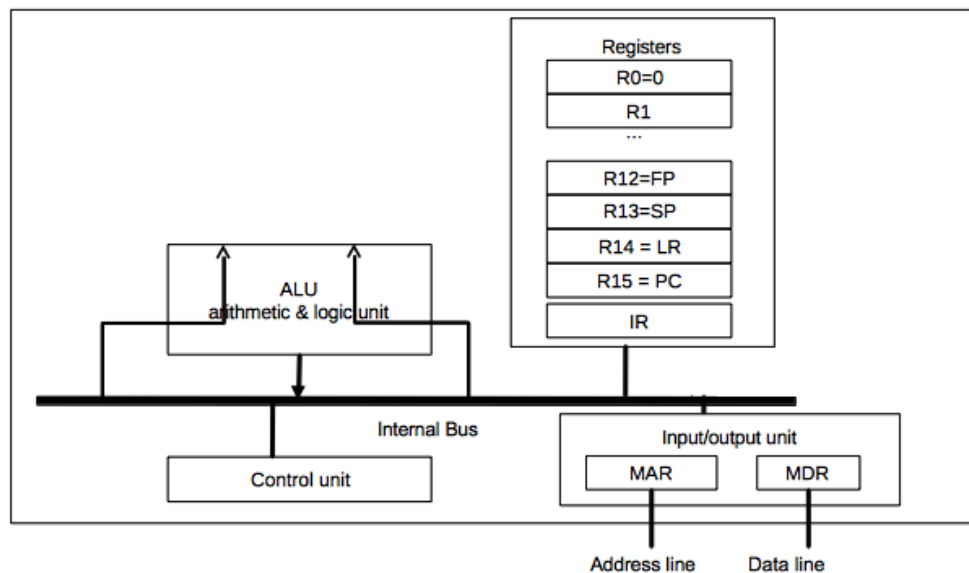 Registers
R0=0
R1
...
R12=FP
R13=SP
R14 = LR
R15 = PC
IR
ALU
arithmetic & logic unit
Internal Bus
Control unit
Input/output unit
MAR
MDR
Address line
Data line